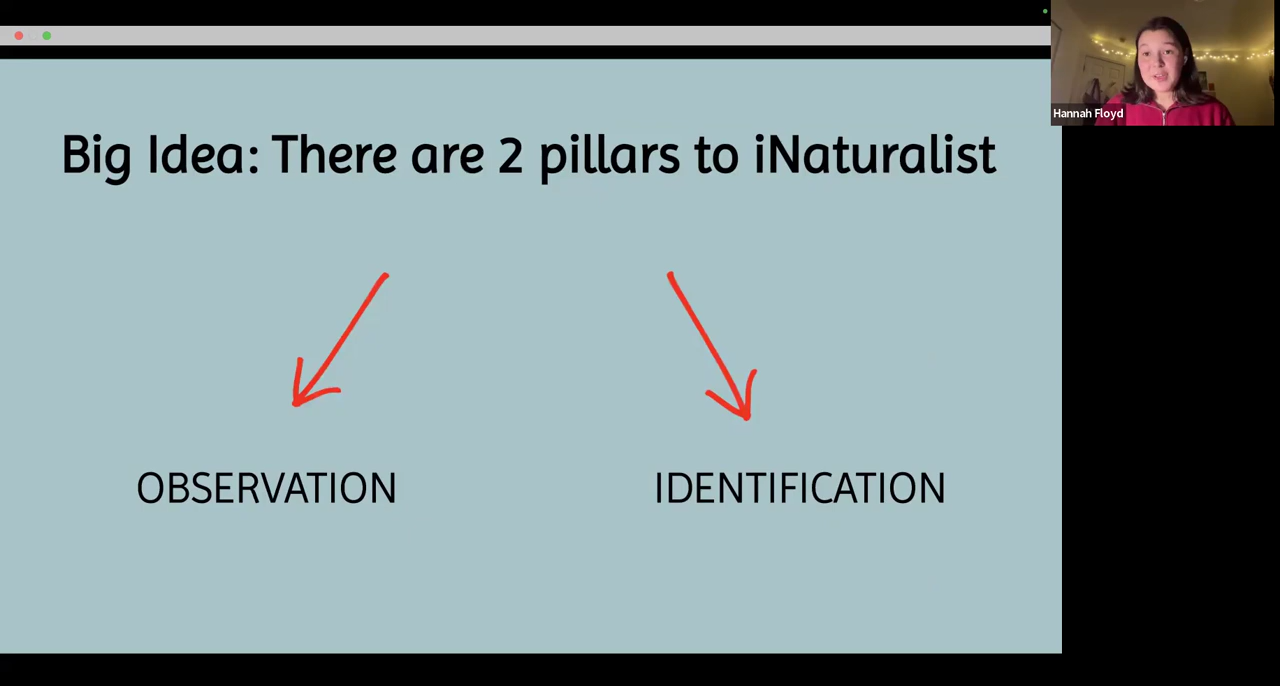 Big Idea: There are 2 pillars to iNaturalist
OBSERVATION
IDENTIFICATION
Hannah Floyd